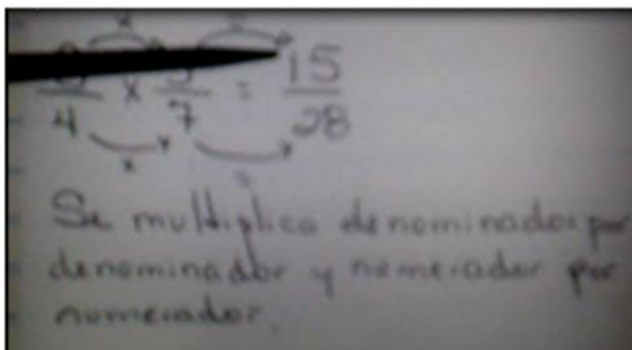 x =
4 x 7 = 15
28
x =
Se multiplica denominador por
denominador y numerador por
numerador.